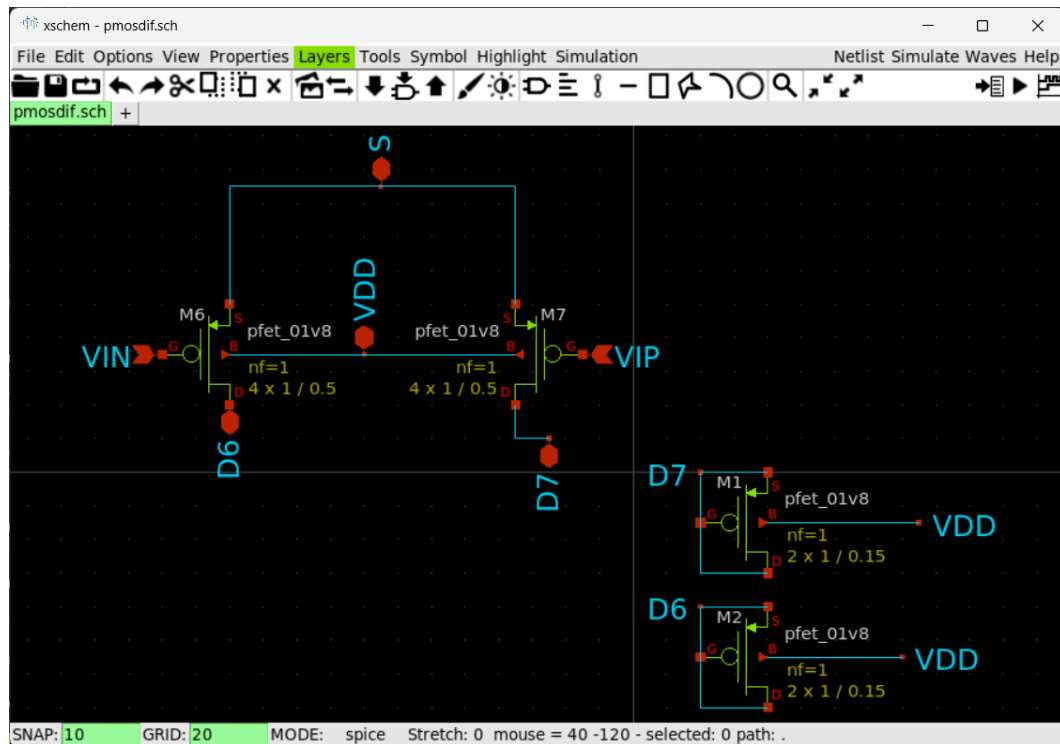 xschem - pmosdif.sch
File Edit Options View Properties Layers Tools Symbol Highlight Simulation Netlist Simulate Waves Help
pmosdif.sch +
S
VDD
M6
S
pfet_01v8
VIN
G
B
nf=1
4 x 1 / 0.5
D
D6
M7
S
pfet_01v8
VIP
G
B
nf=1
4 x 1 / 0.5
D
D7
D7
M1
S
pfet_01v8
G
B
VDD
nf=1
D
2 x 1 / 0.15
D6
M2
S
pfet_01v8
G
B
VDD
nf=1
D
2 x 1 / 0.15
SNAP: 10 GRID: 20 MODE: spice Stretch: 0 mouse = 40 -120 - selected: 0 path: .